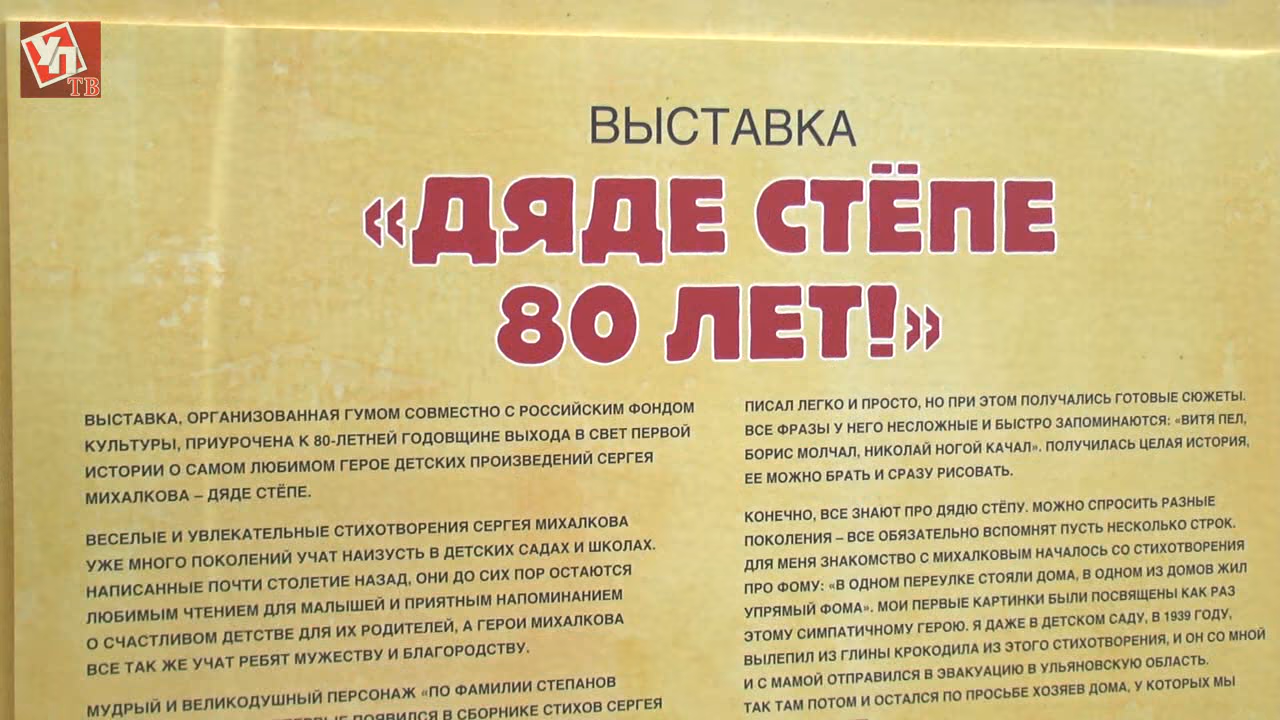 УП
ТВ
ВЫСТАВКА
«ДЯДЕ СТЁПЕ
80 ЛЕТ!»
ВЫСТАВКА, ОРГАНИЗОВАННАЯ ГУМОМ СОВМЕСТНО С РОССИЙСКИМ ФОНДОМ
КУЛЬТУРЫ, ПРИУРОЧЕНА К 80-ЛЕТНЕЙ ГОДОВЩИНЕ ВЫХОДА В СВЕТ ПЕРВОЙ
ИСТОРИИ О САМОМ ЛЮБИМОМ ГЕРОЕ ДЕТСКИХ ПРОИЗВЕДЕНИЙ СЕРГЕЯ
МИХАЛКОВА – ДЯДЕ СТЁПЕ.
ВЕСЕЛЫЕ И УВЛЕКАТЕЛЬНЫЕ СТИХОТВОРЕНИЯ СЕРГЕЯ МИХАЛКОВА
УЖЕ МНОГО ПОКОЛЕНИЙ УЧАТ НАИЗУСТЬ В ДЕТСКИХ САДАХ И ШКОЛАХ.
НАПИСАННЫЕ ПОЧТИ СТОЛЕТИЕ НАЗАД, ОНИ ДО СИХ ПОР ОСТАЮТСЯ
ЛЮБИМЫМ ЧТЕНИЕМ ДЛЯ МАЛЫШЕЙ И ПРИЯТНЫМ НАПОМИНАНИЕМ
О СЧАСТЛИВОМ ДЕТСТВЕ ДЛЯ ИХ РОДИТЕЛЕЙ, А ГЕРОИ МИХАЛКОВА
ВСЕ ТАК ЖЕ УЧАТ РЕБЯТ МУЖЕСТВУ И БЛАГОРОДСТВУ.
МУДРЫЙ И ВЕЛИКОДУШНЫЙ ПЕРСОНАЖ «ПО ФАМИЛИИ СТЕПАНОВ
ПОЯВИЛСЯ В СБОРНИКЕ СТИХОВ СЕРГЕЯ
ПИСАЛ ЛЕГКО И ПРОСТО, НО ПРИ ЭТОМ ПОЛУЧАЛИСЬ ГОТОВЫЕ СЮЖЕТЫ.
ВСЕ ФРАЗЫ У НЕГО НЕСЛОЖНЫЕ И БЫСТРО ЗАПОМИНАЮТСЯ: «ВИТЯ ПЕЛ,
БОРИС МОЛЧАЛ, НИКОЛАЙ НОГОЙ КАЧАЛ». ПОЛУЧИЛАСЬ ЦЕЛАЯ ИСТОРИЯ,
ЕЕ МОЖНО БРАТЬ И СРАЗУ РИСОВАТЬ.
КОНЕЧНО, ВСЕ ЗНАЮТ ПРО ДЯДЮ СТЁПУ. МОЖНО СПРОСИТЬ РАЗНЫЕ
ПОКОЛЕНИЯ – ВСЕ ОБЯЗАТЕЛЬНО ВСПОМНЯТ ПУСТЬ НЕСКОЛЬКО СТРОК.
ДЛЯ МЕНЯ ЗНАКОМСТВО С МИХАЛКОВЫМ НАЧАЛОСЬ СО СТИХОТВОРЕНИЯ
ПРО ФОМУ: «В ОДНОМ ПЕРЕУЛКЕ СТОЯЛИ ДОМА, В ОДНОМ ИЗ ДОМОВ ЖИЛ
УПРЯМЫЙ ФОМА». МОИ ПЕРВЫЕ КАРТИНКИ БЫЛИ ПОСВЯЩЕНЫ КАК РАЗ
ЭТОМУ СИМПАТИЧНОМУ ГЕРОЮ. Я ДАЖЕ В ДЕТСКОМ САДУ, В 1939 ГОДУ,
ВЫЛЕПИЛ ИЗ ГЛИНЫ КРОКОДИЛА ИЗ ЭТОГО СТИХОТВОРЕНИЯ, И ОН СО МНОЙ
И С МАМОЙ ОТПРАВИЛСЯ В ЭВАКУАЦИЮ В УЛЬЯНОВСКУЮ ОБЛАСТЬ.
ТАК ТАМ ПОТОМ И ОСТАЛСЯ ПО ПРОСЬБЕ ХОЗЯЕВ ДОМА, У КОТОРЫХ МЫ